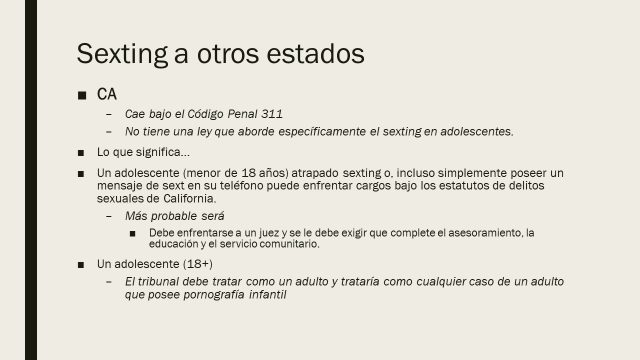 Sexting a otros estados
■ CA
– Cae bajo el Código Penal 311
– No tiene una ley que aborde específicamente el sexting en adolescentes.
■ Lo que significa...
■ Un adolescente (menor de 18 años) atrapado sexting o, incluso simplemente poseer un
mensaje de sext en su teléfono puede enfrentar cargos bajo los estatutos de delitos
sexuales de California.
– Más probable será
■ Debe enfrentarse a un juez y se le debe exigir que complete el asesoramiento, la
educación y el servicio comunitario.
■ Un adolescente (18+)
– El tribunal debe tratar como un adulto y trataría como cualquier caso de un adulto
que posee pornografía infantil